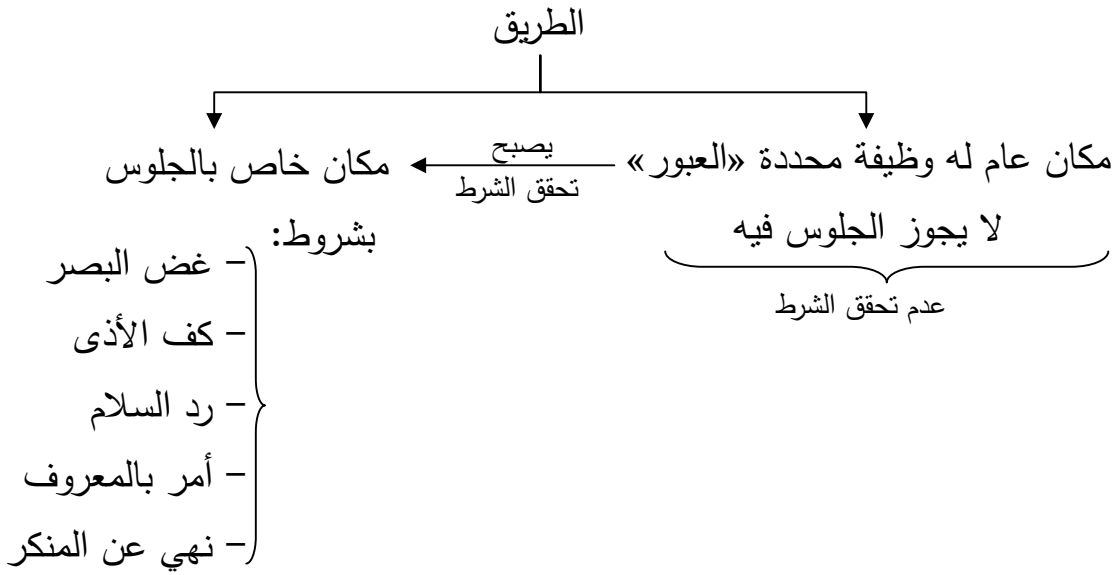 الطريق
مكان عام له وظيفة محددة «العبور»
يصبح
تحقق الشرط
مكان خاص بالجلوس
لا يجوز الجلوس فيه
عدم تحقق الشرط
بشروط:
– غض البصر
– كف الأذى
– رد السلام
– أمر بالمعروف
– نهي عن المنكر